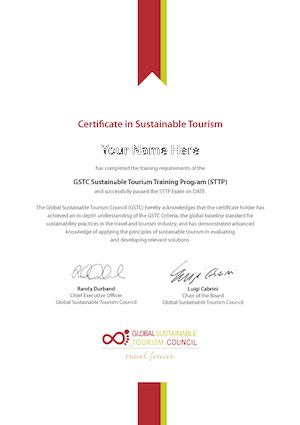 Certificate in Sustainable Tourism
Your Name Here
has completed the training requirements of the
GSTC Sustainable Tourism Training Program (STTP)
and successfully passed the STTP Exam on DATE.
The Global Sustainable Tourism Council (GSTC) hereby acknowledges that the certificate holder has
achieved an in-depth understanding of the GSTC Criteria, the global baseline standard for
sustainability practices in the travel and tourism industry, and has demonstrated advanced
knowledge of applying the principles of sustainable tourism in evaluating
and developing relevant solutions.
Randy Durband
Chief Executive Officer
Global Sustainable Tourism Council
Luigi Cabrini
Chair of the Board
Global Sustainable Tourism Council
GLOBAL SUSTAINABLE
TOURISM COUNCIL
travel forever